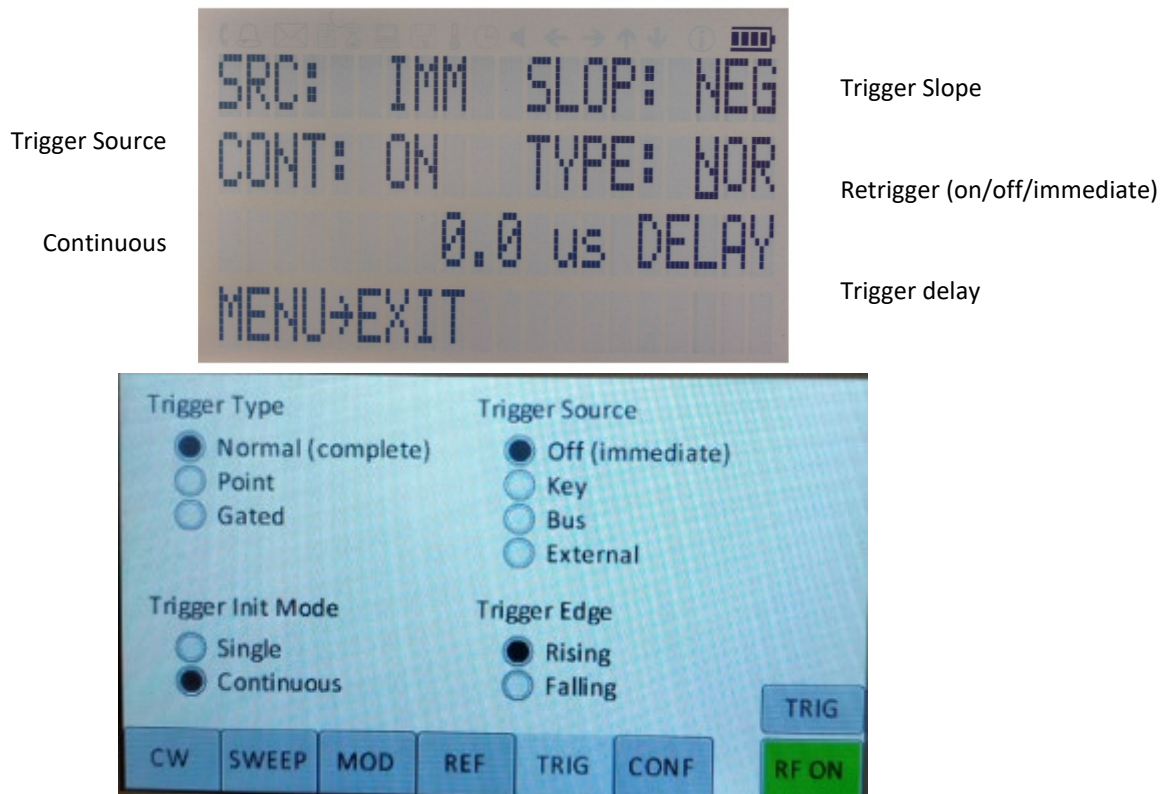 SRC: IMM SLOP: NEG
Trigger Slope
Trigger Source
CONT: ON TYPE: NOR
Retrigger (on/off/immediate)
Continuous
0.0 us DELAY
Trigger delay
MENU→EXIT
Trigger Type
Normal (complete)
Point
Gated
Trigger Source
Off (immediate)
Key
Bus
External
Trigger Init Mode
Single
Continuous
Trigger Edge
Rising
Falling
TRIG
CW SWEEP MOD REF TRIG CONF RF ON